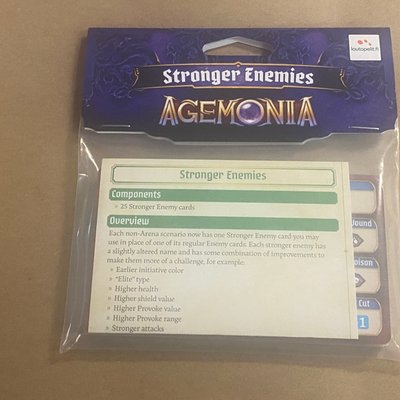 lautapelit.fi
Stronger Enemies
AGEMONIA
Stronger Enemies
Components
» 25 Stronger Enemy cards
Overview
Each non-Arena scenario now has one Stronger Enemy card you may
use in place of one of its regular Enemy cards. Each stronger enemy has
a slightly altered name and has some combination of improvements to
make them more of a challenge, for example:
» Earlier initiative color
» "Elite" type
» Higher health
» Higher shield value
» Higher Provoke value
» Higher Provoke range
» Stronger attacks
Cut
1